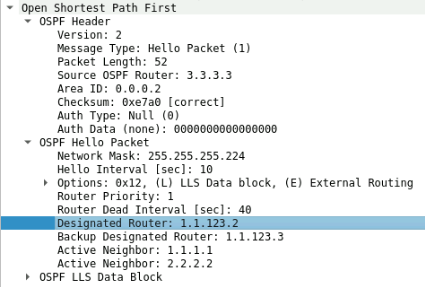 Open Shortest Path First
OSPF Header
Version: 2
Message Type: Hello Packet (1)
Packet Length: 52
Source OSPF Router: 3.3.3.3
Area ID: 0.0.0.2
Checksum: 0xe7a0 [correct]
Auth Type: Null (0)
Auth Data (none): 0000000000000000
OSPF Hello Packet
Network Mask: 255.255.255.224
Hello Interval [sec]: 10
Options: 0x12, (L) LLS Data block, (E) External Routing
Router Priority: 1
Router Dead Interval [sec]: 40
Designated Router: 1.1.123.2
Backup Designated Router: 1.1.123.3
Active Neighbor: 1.1.1.1
Active Neighbor: 2.2.2.2
OSPF LLS Data Block